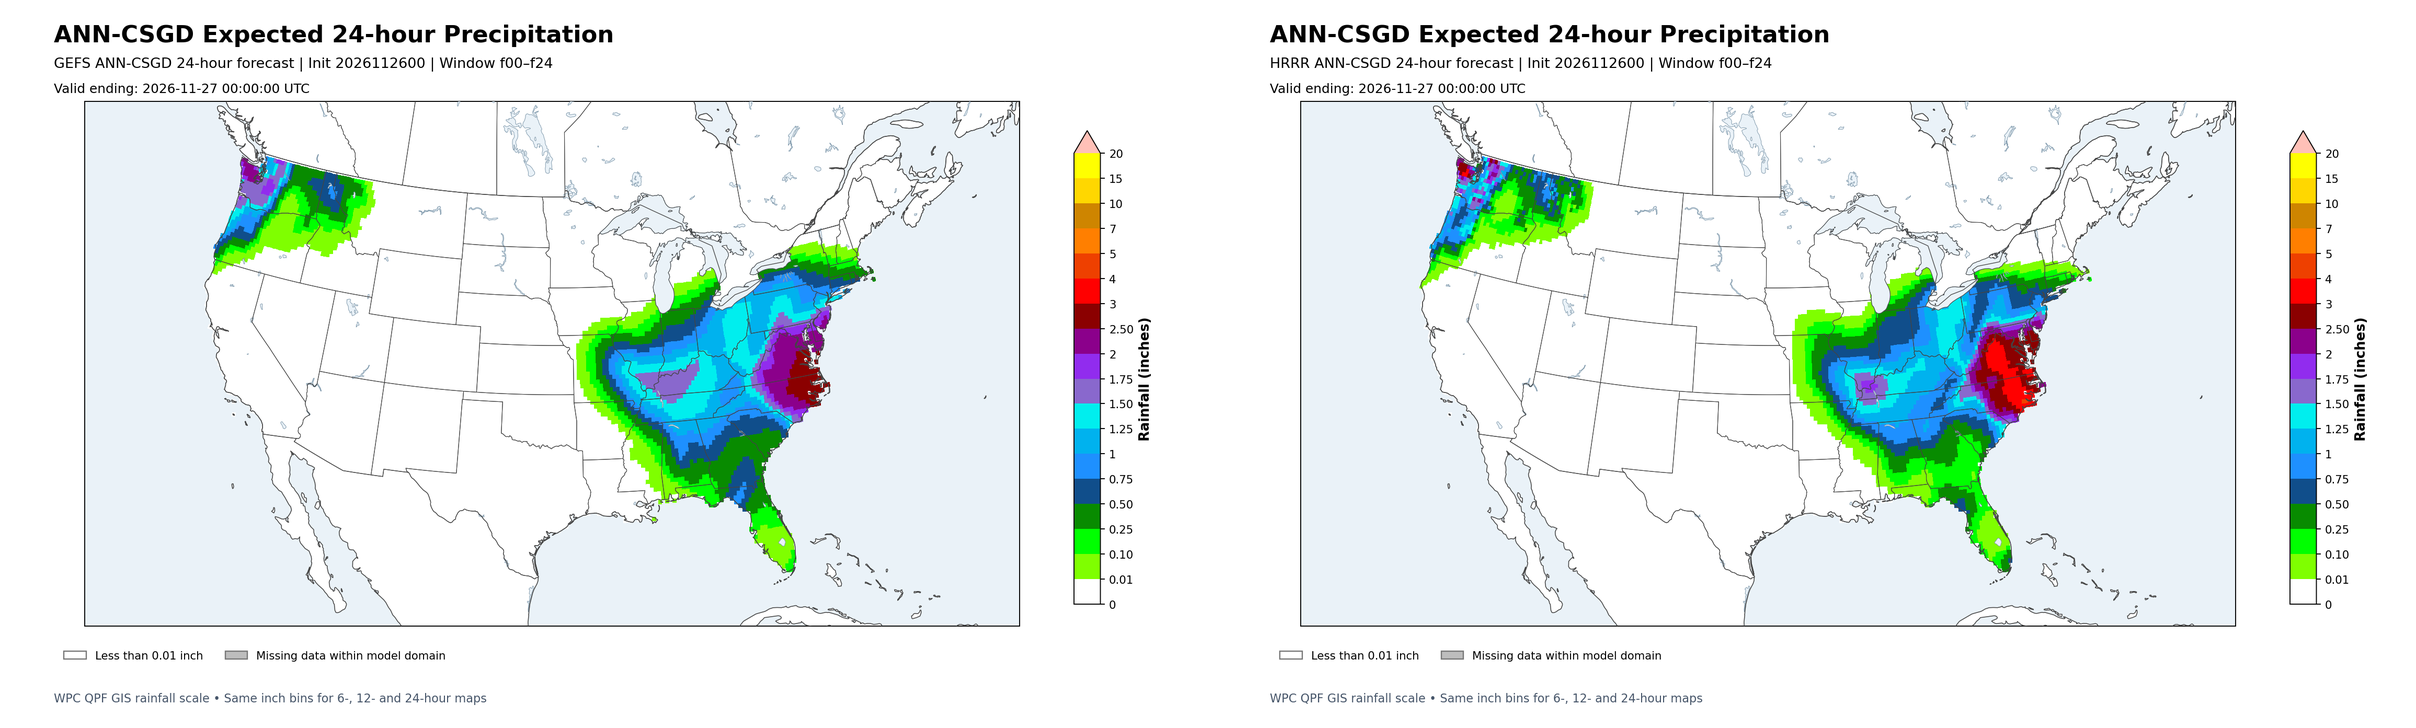 ANN-CSGD Expected 24-hour Precipitation
GEFS ANN-CSGD 24-hour forecast | Init 2026112600 | Window f00–f24
Valid ending: 2026-11-27 00:00:00 UTC
20
15
10
7
5
4
3
2.50
2
1.75
1.50
1.25
1
0.75
0.50
0.25
0.10
0.01
0
Rainfall (inches)
Less than 0.01 inch
Missing data within model domain
WPC QPF GIS rainfall scale • Same inch bins for 6-, 12- and 24-hour maps
ANN-CSGD Expected 24-hour Precipitation
HRRR ANN-CSGD 24-hour forecast | Init 2026112600 | Window f00–f24
Valid ending: 2026-11-27 00:00:00 UTC
20
15
10
7
5
4
3
2.50
2
1.75
1.50
1.25
1
0.75
0.50
0.25
0.10
0.01
0
Rainfall (inches)
Less than 0.01 inch
Missing data within model domain
WPC QPF GIS rainfall scale • Same inch bins for 6-, 12- and 24-hour maps